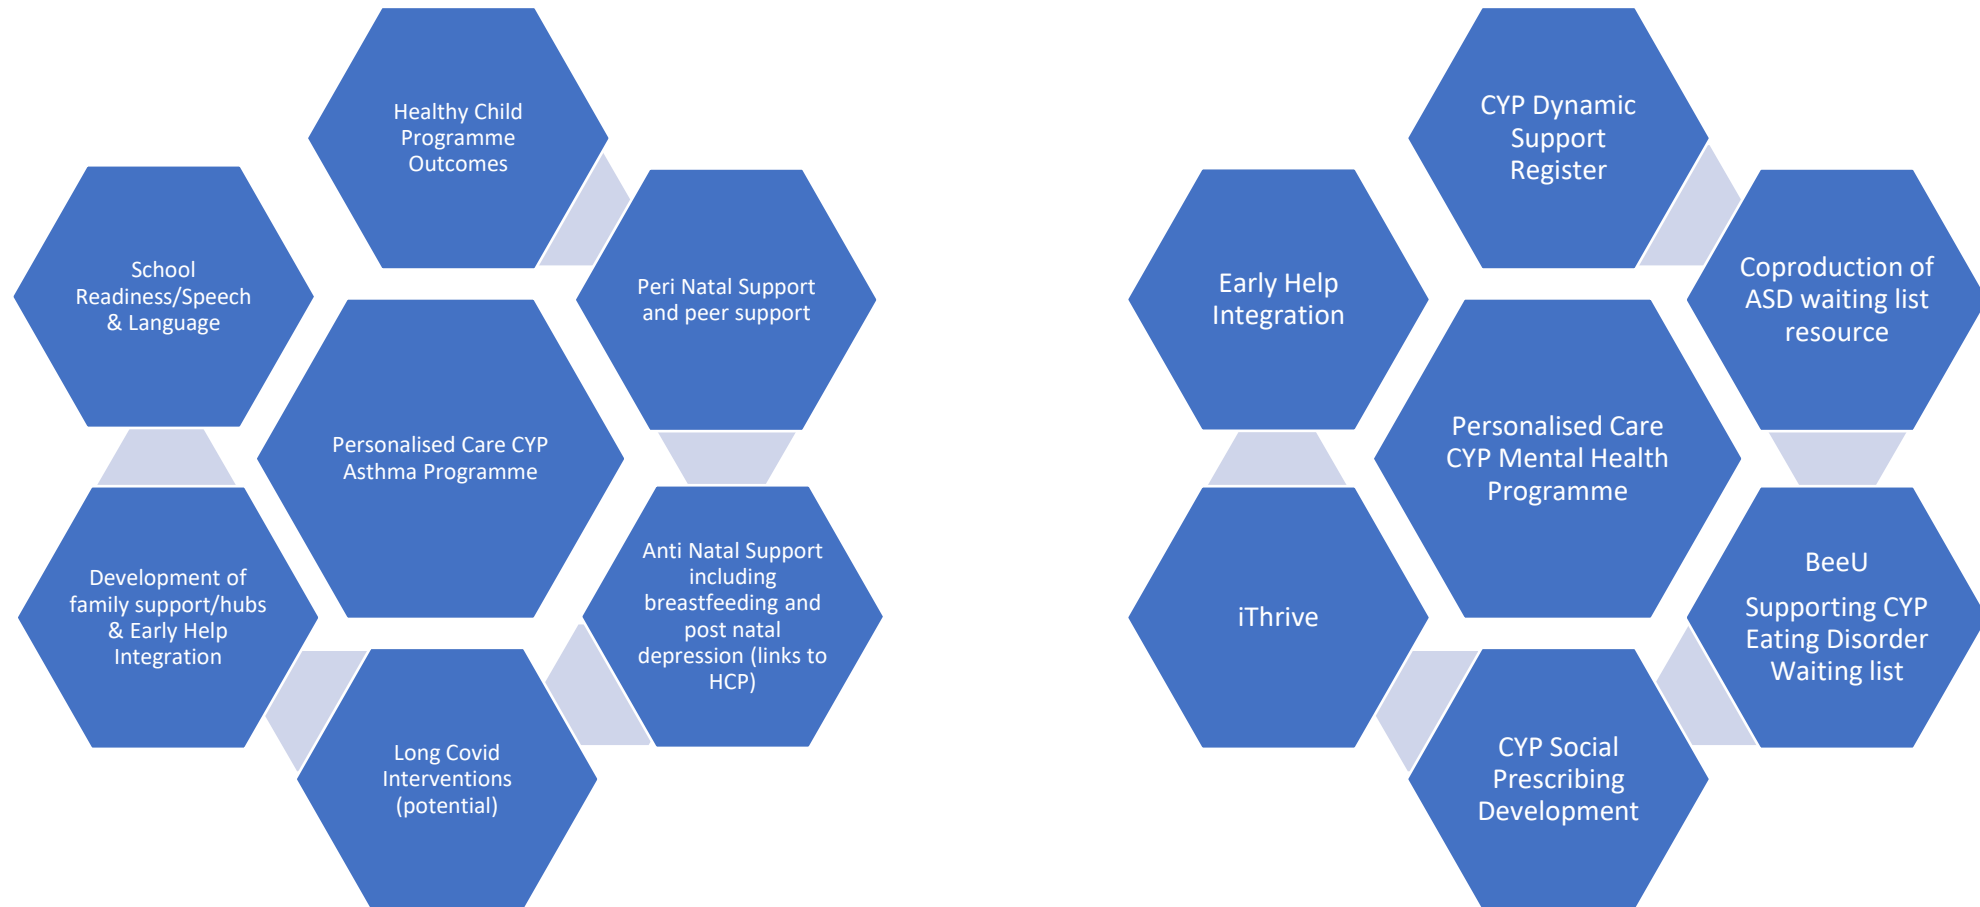 Healthy Child
Programme
Outcomes
Peri Natal Support
and peer support
Anti Natal Support
including
breastfeeding and
post natal
depression (links to
HCP)
Long Covid
Interventions
(potential)
Development of
family support/hubs
& Early Help
Integration
School
Readiness/Speech
& Language
Personalised Care CYP
Asthma Programme
CYP Dynamic
Support
Register
Coproduction of
ASD waiting list
resource
BeeU
Supporting CYP
Eating Disorder
Waiting list
CYP Social
Prescribing
Development
iThrive
Early Help
Integration
Personalised Care
CYP Mental Health
Programme